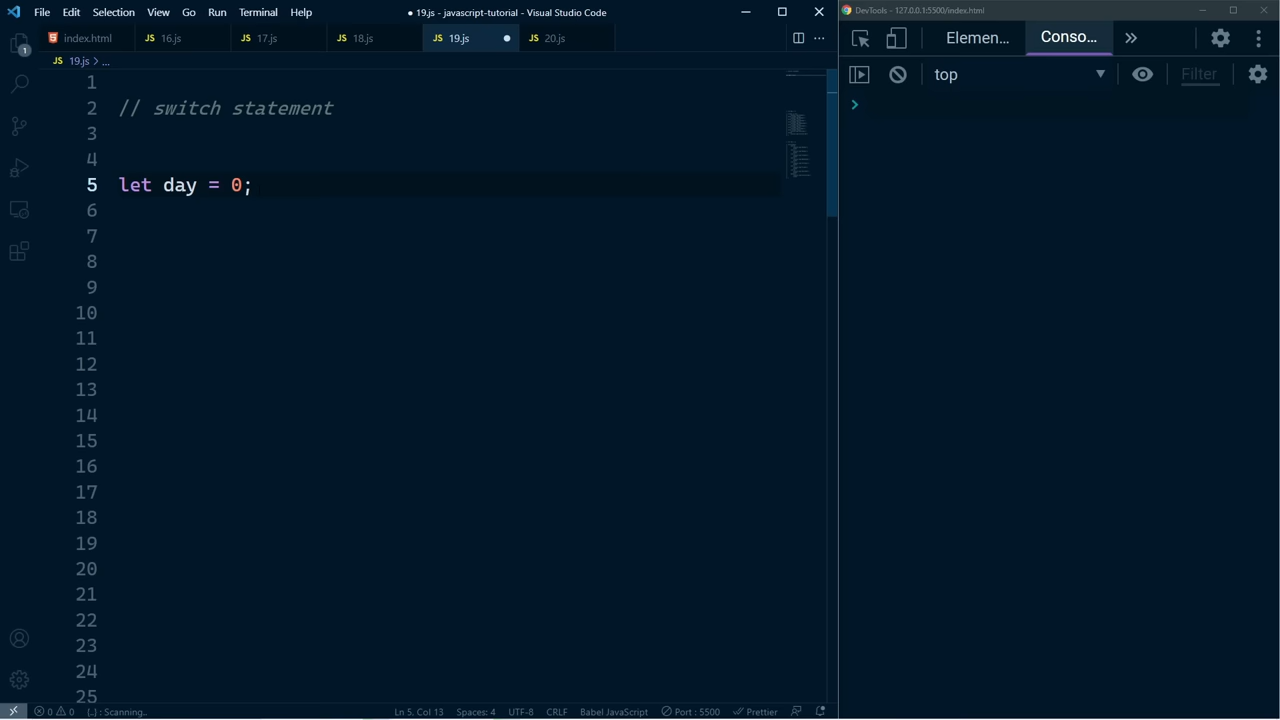 File Edit Selection View Go Run Terminal Help
● 19.js - javascript-tutorial - Visual Studio Code
DevTools - 127.0.0.1:5500/index.html
index.html
JS 16.js
JS 17.js
JS 18.js
JS 19.js
JS 20.js
Elemen…
Conso…
JS 19.js > ...
top
Filter
1
1
2 // switch statement
3
4
5 let day = 0;
6
7
8
9
10
11
12
13
14
15
16
17
18
19
20
21
22
23
24
25
0 0
{..} : Scanning..
Ln 5, Col 13
Spaces: 4
UTF-8
CRLF
Babel JavaScript
Port : 5500
Prettier